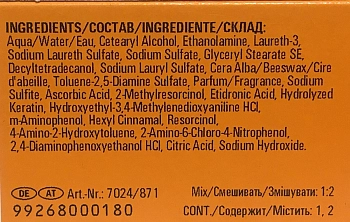 INGREDIENTS/СОСТАВ/INGREDIENTE/СКЛАД:
Aqua/Water/Eau, Cetearyl Alcohol, Ethanolamine, Laureth-3,
Sodium Laureth Sulfate, Sodium Sulfate, Glyceryl Stearate SE,
Decyltetradecanol, Sodium Lauryl Sulfate, Cera Alba/Beeswax/Cire
d'abeille, Toluene-2,5-Diamine Sulfate, Parfum/Fragrance, Sodium
Sulfite, Ascorbic Acid, 2-Methylresorcinol, Etidronic Acid, Hydrolyzed
Keratin, Hydroxyethyl-3,4-Methylenedioxyaniline HCl,
m-Aminophenol, Hexyl Cinnamal, Resorcinol,
4-Amino-2-Hydroxytoluene, 2-Amino-6-Chloro-4-Nitrophenol,
2,4-Diaminophenoxyethanol HCl, Citric Acid, Sodium Hydroxide.
DE AT Art.-Nr.: 7024/871
Mix/Смешивать/Змішувати: 1:2
99268000180
CONT./Содержит/Містить: 1, 2